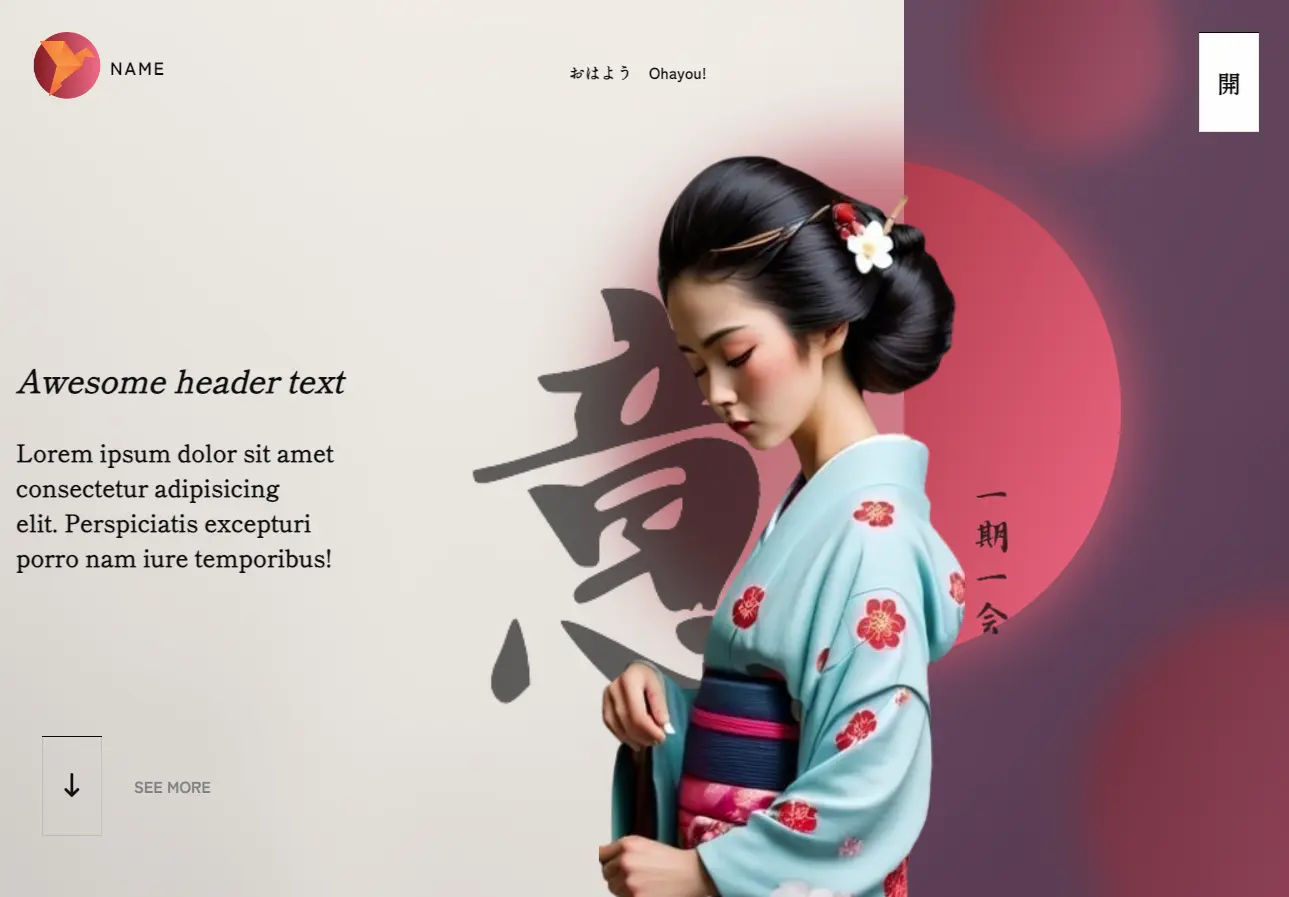 NAME
おはよう Ohayou!
開
意
Awesome header text
Lorem ipsum dolor sit amet
consectetur adipisicing
elit. Perspiciatis excepturi
porro nam iure temporibus!
一
期
一
会
SEE MORE